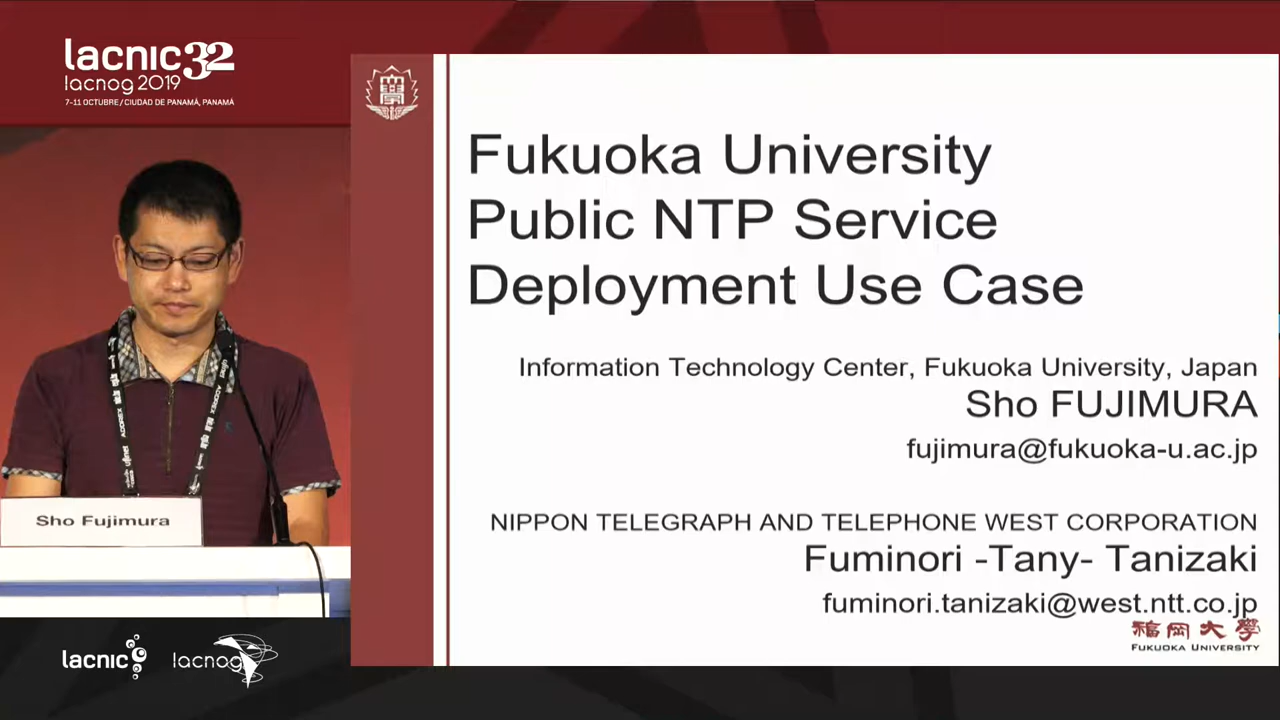 lacnic32
lacnog 2019
7-11 OCTUBRE / CIUDAD DE PANAMÁ, PANAMÁ
Fukuoka University
Public NTP Service
Deployment Use Case
Information Technology Center, Fukuoka University, Japan
Sho FUJIMURA
fujimura@fukuoka-u.ac.jp
NIPPON TELEGRAPH AND TELEPHONE WEST CORPORATION
Fuminori -Tany- Tanizaki
fuminori.tanizaki@west.ntt.co.jp
福岡大學
FUKUOKA UNIVERSITY
Sho Fujimura
lacnic
lacnog